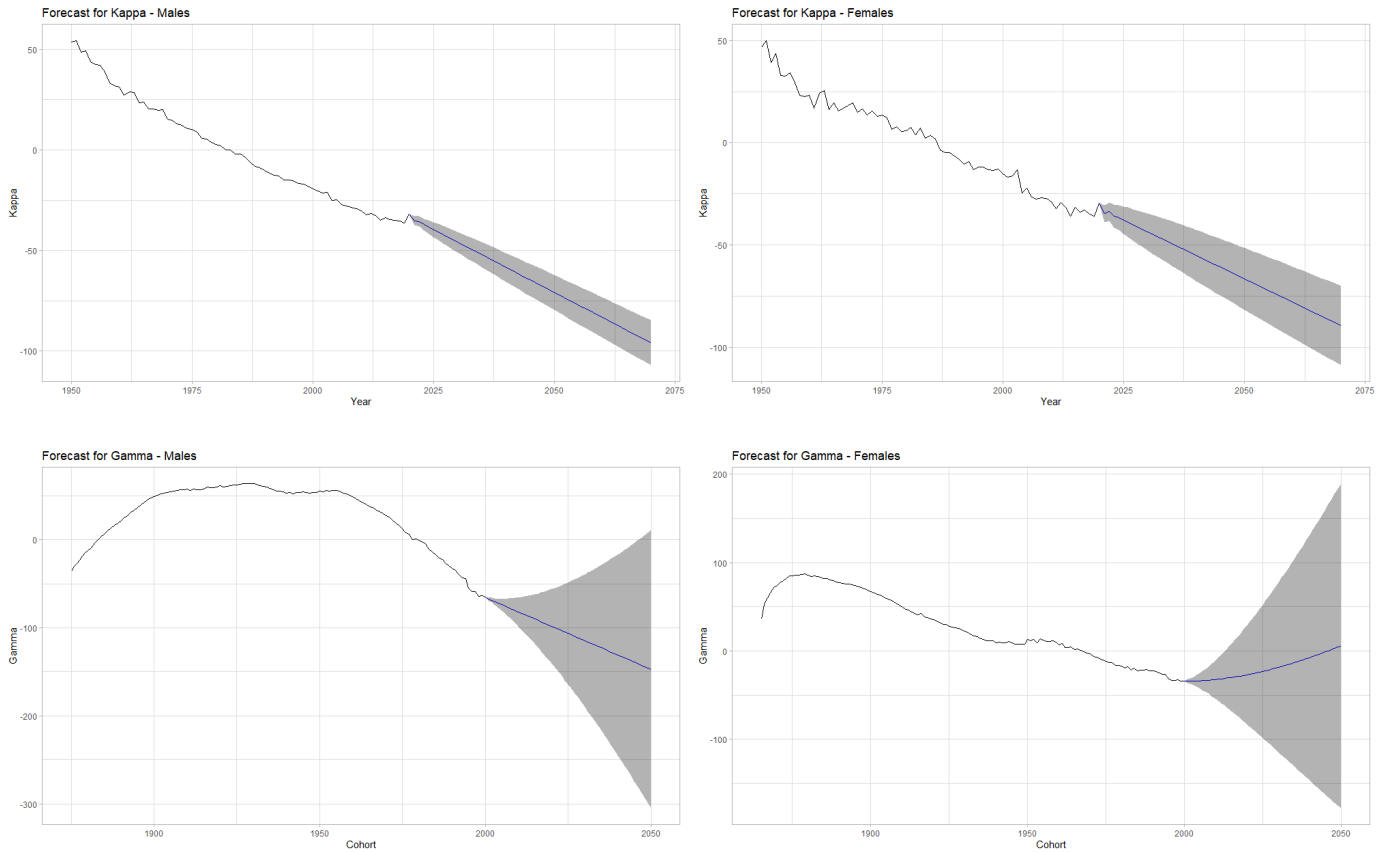 Forecast for Kappa - Males
Kappa
50
0
-50
-100
1950 1975 2000 2025 2050 2075
Year
Forecast for Kappa - Females
Kappa
50
0
-50
-100
1950 1975 2000 2025 2050 2075
Year
Forecast for Gamma - Males
Gamma
0
-100
-200
-300
1900 1950 2000 2050
Cohort
Forecast for Gamma - Females
Gamma
200
100
0
-100
1900 1950 2000 2050
Cohort